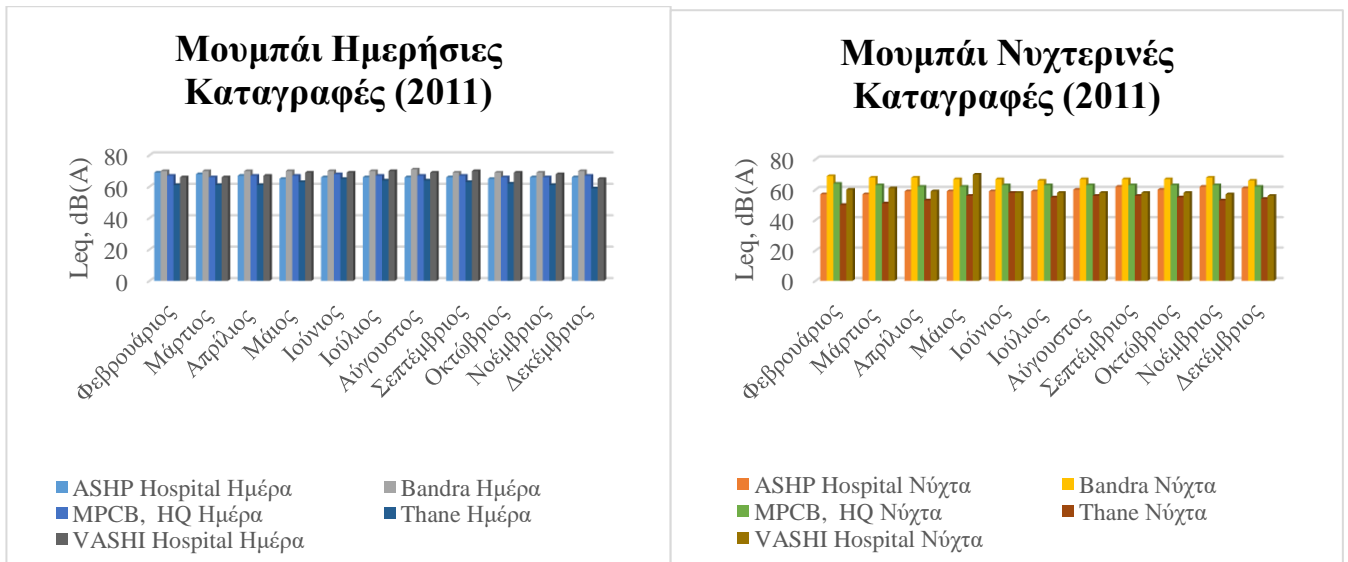 Μουμπάι Ημερήσιες
Καταγραφές (2011)
Leq, dB(A)
80
60
40
20
0
Φεβρουάριος
Μάρτιος
Απρίλιος
Μάιος
Ιούνιος
Ιούλιος
Αύγουστος
Σεπτέμβριος
Οκτώβριος
Νοέμβριος
Δεκέμβριος
ASHP Hospital Ημέρα
Bandra Ημέρα
MPCB, HQ Ημέρα
Thane Ημέρα
VASHI Hospital Ημέρα
Μουμπάι Νυχτερινές
Καταγραφές (2011)
Leq, dB(A)
80
60
40
20
0
Φεβρουάριος
Μάρτιος
Απρίλιος
Μάιος
Ιούνιος
Ιούλιος
Αύγουστος
Σεπτέμβριος
Οκτώβριος
Νοέμβριος
Δεκέμβριος
ASHP Hospital Νύχτα
Bandra Νύχτα
MPCB, HQ Νύχτα
Thane Νύχτα
VASHI Hospital Νύχτα